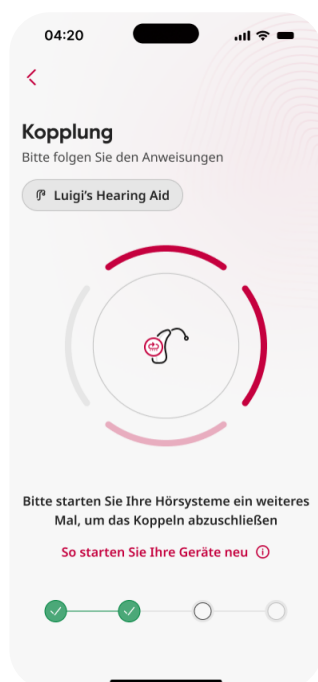 04:20
Kopplung
Bitte folgen Sie den Anweisungen
Luigi's Hearing Aid
Bitte starten Sie Ihre Hörsysteme ein weiteres
Mal, um das Koppeln abzuschließen
So starten Sie Ihre Geräte neu